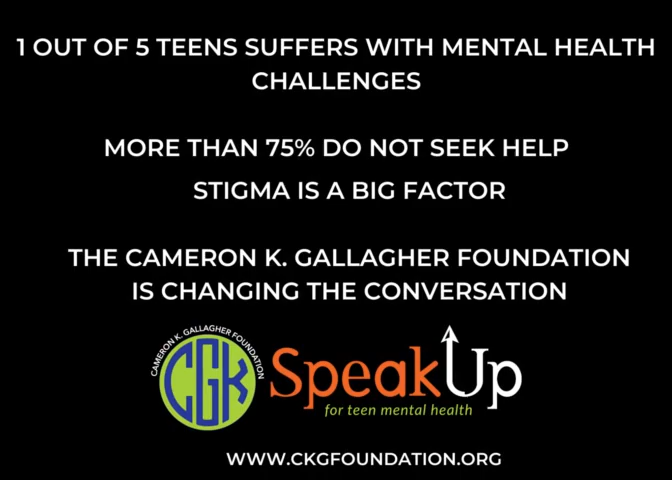 1 OUT OF 5 TEENS SUFFERS WITH MENTAL HEALTH
CHALLENGES
MORE THAN 75% DO NOT SEEK HELP
STIGMA IS A BIG FACTOR
THE CAMERON K. GALLAGHER FOUNDATION
IS CHANGING THE CONVERSATION
CAMERON K. GALLAGHER FOUNDATION
CGK
SpeakUp
for teen mental health
WWW.CKGFOUNDATION.ORG